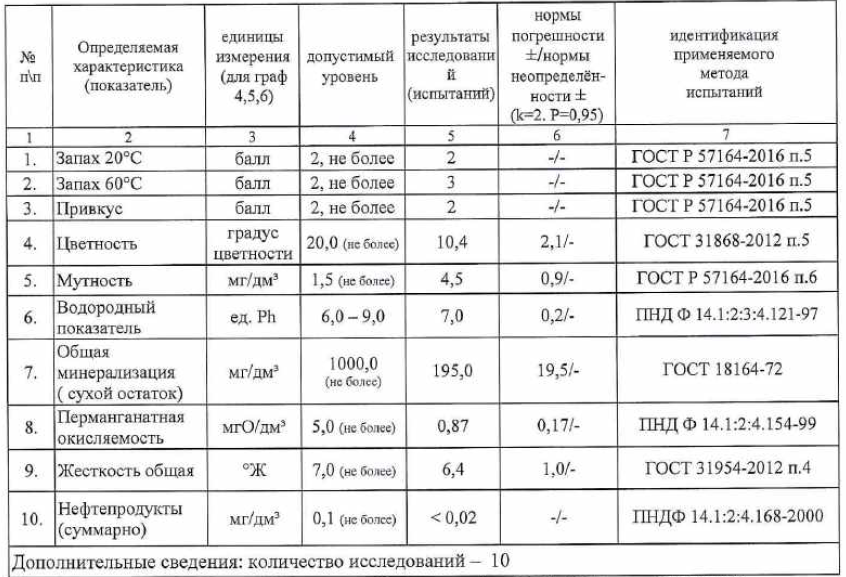 № п\п | Определяемая характеристика (показатель) | единицы измерения (для граф 4,5,6) | допустимый уровень | результаты исследований (испытаний) | нормы погрешности ±/нормы неопределён-ности ± (k=2. P=0,95) | идентификация применяемого метода испытаний
1 | 2 | 3 | 4 | 5 | 6 | 7
1. | Запах 20°С | балл | 2, не более | 2 | -/- | ГОСТ Р 57164-2016 п.5
2. | Запах 60°С | балл | 2, не более | 3 | -/- | ГОСТ Р 57164-2016 п.5
3. | Привкус | балл | 2, не более | 2 | -/- | ГОСТ Р 57164-2016 п.5
4. | Цветность | градус цветности | 20,0 (не более) | 10,4 | 2,1/- | ГОСТ 31868-2012 п.5
5. | Мутность | мг/дм³ | 1,5 (не более) | 4,5 | 0,9/- | ГОСТ Р 57164-2016 п.6
6. | Водородный показатель | ед. Ph | 6,0 – 9,0 | 7,0 | 0,2/- | ПНД Ф 14.1:2:3:4.121-97
7. | Общая минерализация ( сухой остаток) | мг/дм³ | 1000,0 (не более) | 195,0 | 19,5/- | ГОСТ 18164-72
8. | Перманганатная окисляемость | мгО/дм³ | 5,0 (не более) | 0,87 | 0,17/- | ПНД Ф 14.1:2:4.154-99
9. | Жесткость общая | °Ж | 7,0 (не более) | 6,4 | 1,0/- | ГОСТ 31954-2012 п.4
10. | Нефтепродукты (суммарно) | мг/дм³ | 0,1 (не более) | < 0,02 | -/- | ПНДФ 14.1:2:4.168-2000
Дополнительные сведения: количество исследований – 10